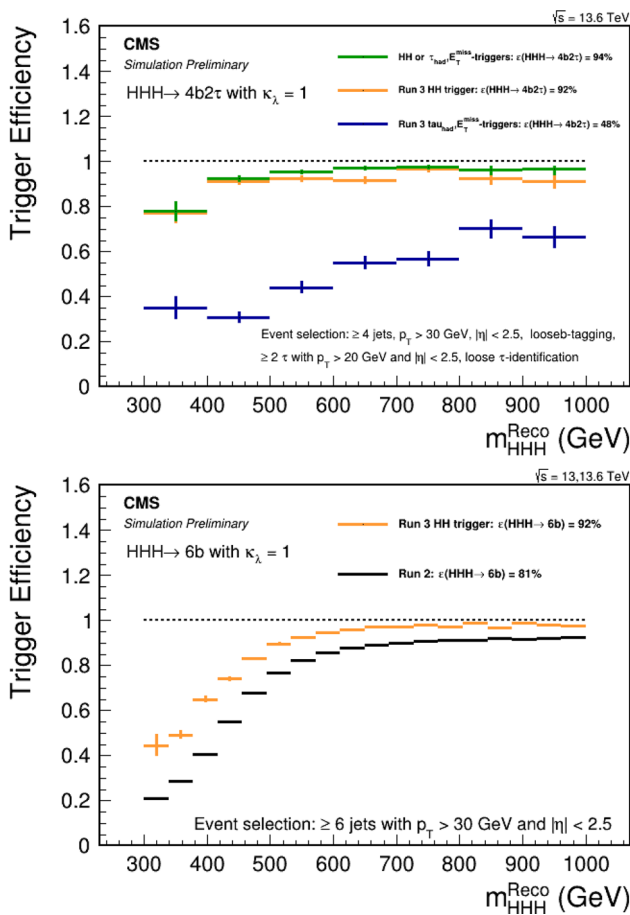 √s = 13.6 TeV
CMS
Simulation Preliminary
HHH→ 4b2τ with κλ = 1
HH or τhad,ETmiss-triggers: ε(HHH→ 4b2τ) = 94%
Run 3 HH trigger: ε(HHH→ 4b2τ) = 92%
Run 3 tauhad,ETmiss-triggers: ε(HHH→ 4b2τ) = 48%
Trigger Efficiency
1.6
1.4
1.2
1
0.8
0.6
0.4
0.2
0
Event selection: ≥ 4 jets, pT > 30 GeV, |η| < 2.5, looseb-tagging,
≥ 2 τ with pT > 20 GeV and |η| < 2.5, loose τ-identification
300 400 500 600 700 800 900 1000
mHHHReco (GeV)
√s = 13,13.6 TeV
CMS
Simulation Preliminary
HHH→ 6b with κλ = 1
Run 3 HH trigger: ε(HHH→ 6b) = 92%
Run 2: ε(HHH→ 6b) = 81%
Trigger Efficiency
1.6
1.4
1.2
1
0.8
0.6
0.4
0.2
0
Event selection: ≥ 6 jets with pT > 30 GeV and |η| < 2.5
300 400 500 600 700 800 900 1000
mHHHReco (GeV)